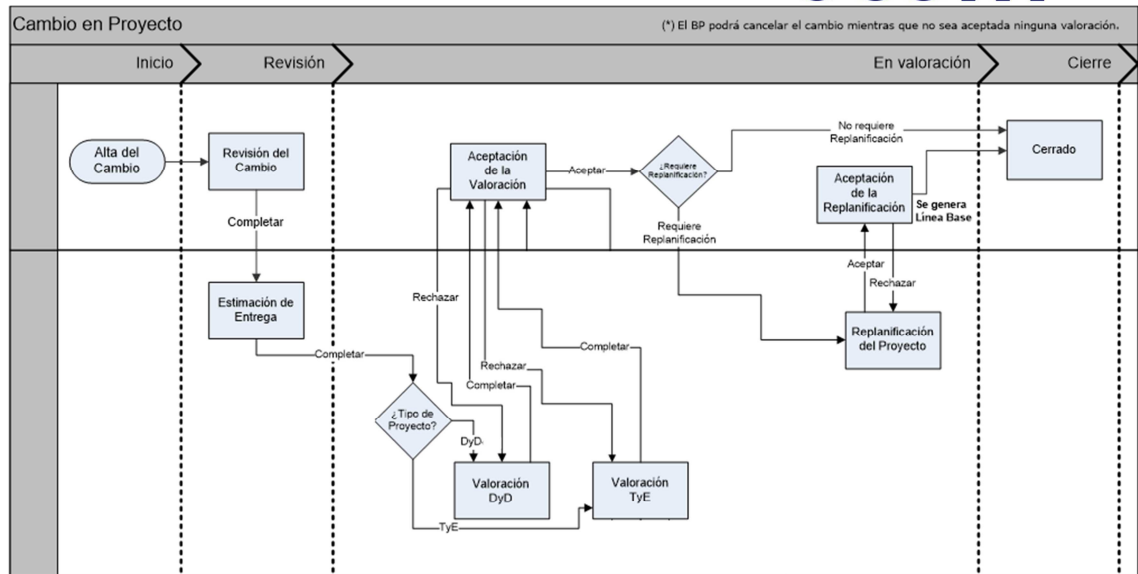 Cambio en Proyecto
(*) El BP podrá cancelar el cambio mientras que no sea aceptada ninguna valoración.
Inicio
Revisión
En valoración
Cierre
Alta del
Cambio
Revisión del
Cambio
Completar
Aceptación
de la
Valoración
Aceptar
¿Requiere
Replanificación?
No requiere
Replanificación
Cerrado
Aceptación
de la
Replanificación
Se genera
Línea Base
Requiere
Replanificación
Estimación de
Entrega
Completar
Rechazar
Aceptar
Rechazar
Replanificación
del Proyecto
Completar
Rechazar
Completar
¿Tipo de
Proyecto?
DyD
Valoración
DyD
Valoración
TyE
TyE